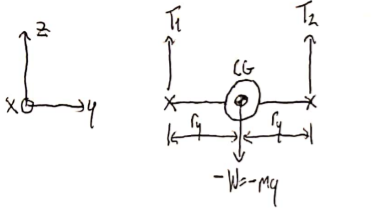 Z
T1 T2
CG
X y
ry ry
-W=-mg